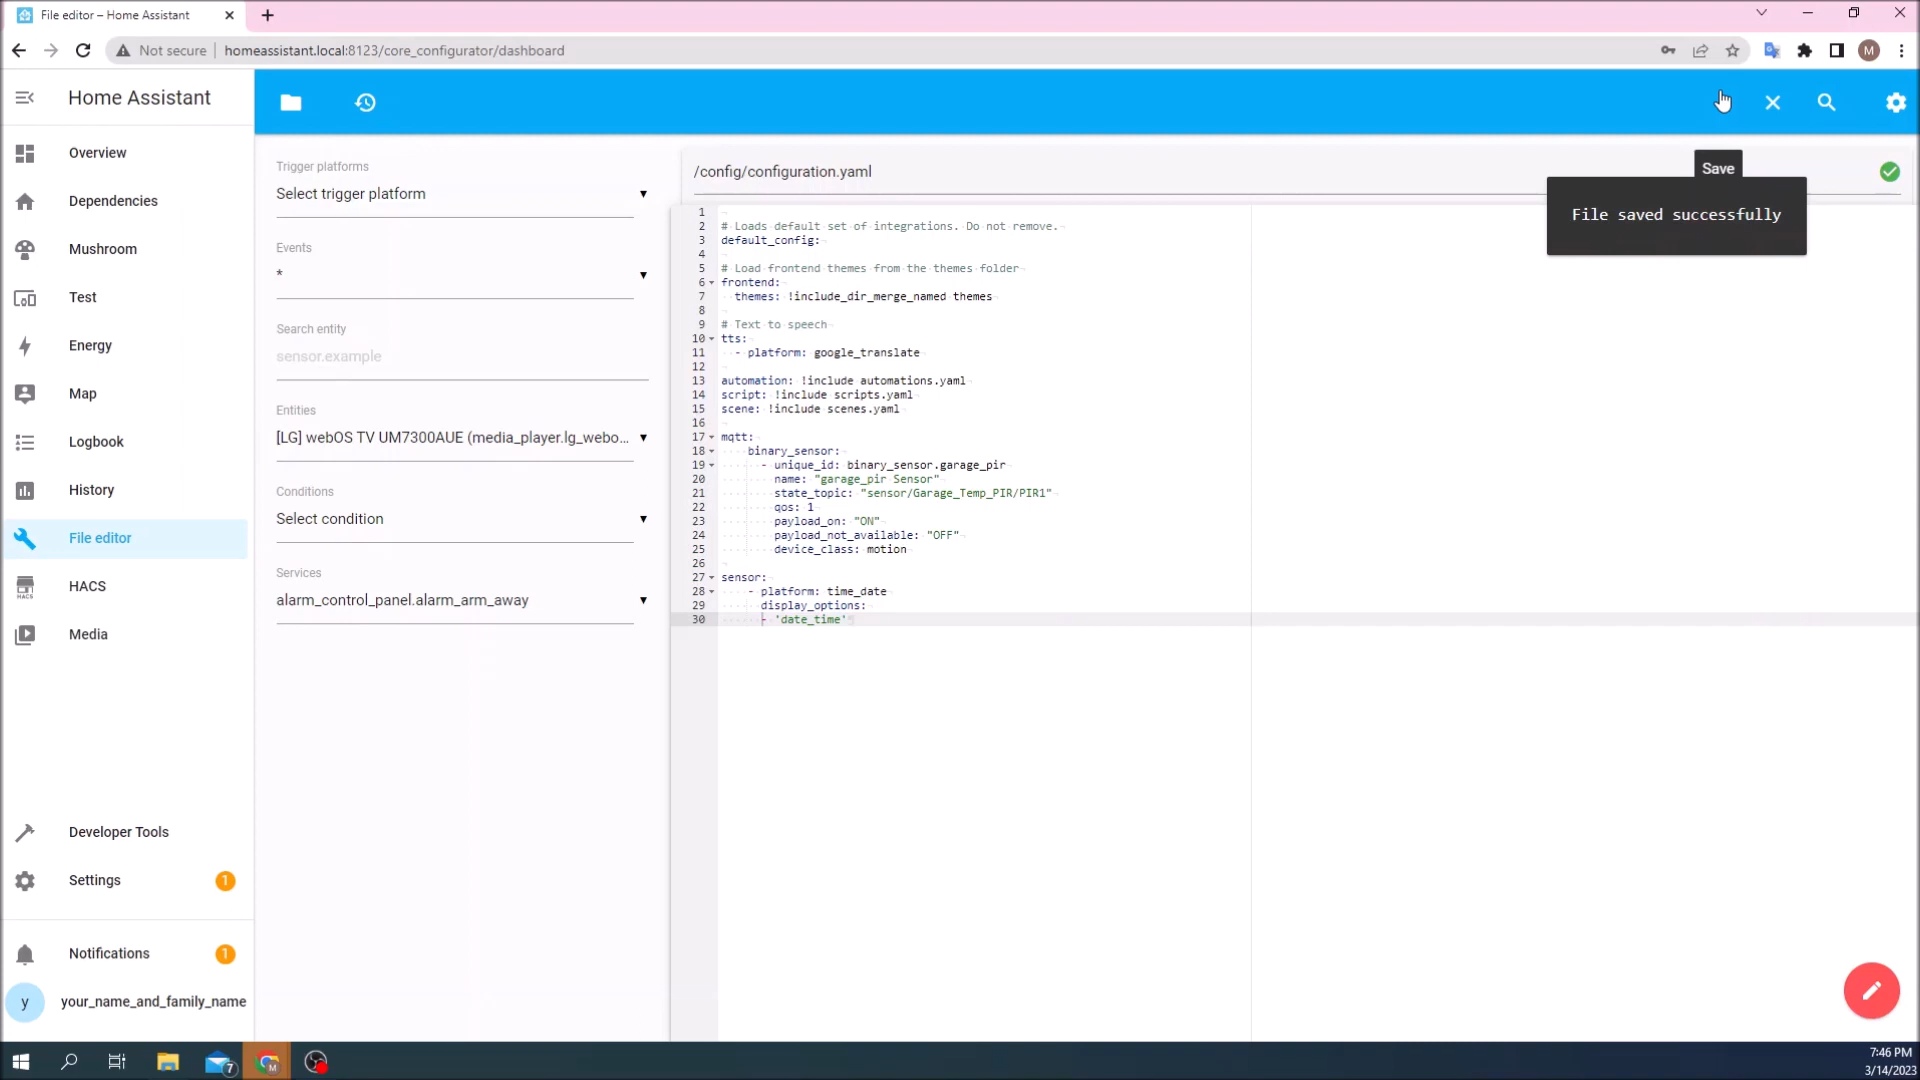 File editor – Home Assistant
Not secure
homeassistant.local:8123/core_configurator/dashboard
M
Home Assistant
Overview
Dependencies
Mushroom
Test
Energy
Map
Logbook
History
File editor
HACS
HACS
Media
Developer Tools
Settings
1
Notifications
1
y
your_name_and_family_name
Trigger platforms
Select trigger platform
Events
*
Search entity
sensor.example
Entities
[LG] webOS TV UM7300AUE (media_player.lg_webo...
Conditions
Select condition
Services
alarm_control_panel.alarm_arm_away
/config/configuration.yaml
Save
File saved successfully
1
2 # Loads default set of integrations. Do not remove.
3 default_config:
4
5 # Load frontend themes from the themes folder
6 frontend:
7 themes: !include_dir_merge_named themes
8
9 # Text to speech
10 tts:
11 - platform: google_translate
12
13 automation: !include automations.yaml
14 script: !include scripts.yaml
15 scene: !include scenes.yaml
16
17 mqtt:
18 binary_sensor:
19 - unique_id: binary_sensor.garage_pir
20 name: "garage_pir Sensor"
21 state_topic: "sensor/Garage_Temp_PIR/PIR1"
22 qos: 1
23 payload_on: "ON"
24 payload_not_available: "OFF"
25 device_class: motion
26
27 sensor:
28 - platform: time_date
29 display_options:
30 - 'date_time'
7
M
7:46 PM
3/14/2023